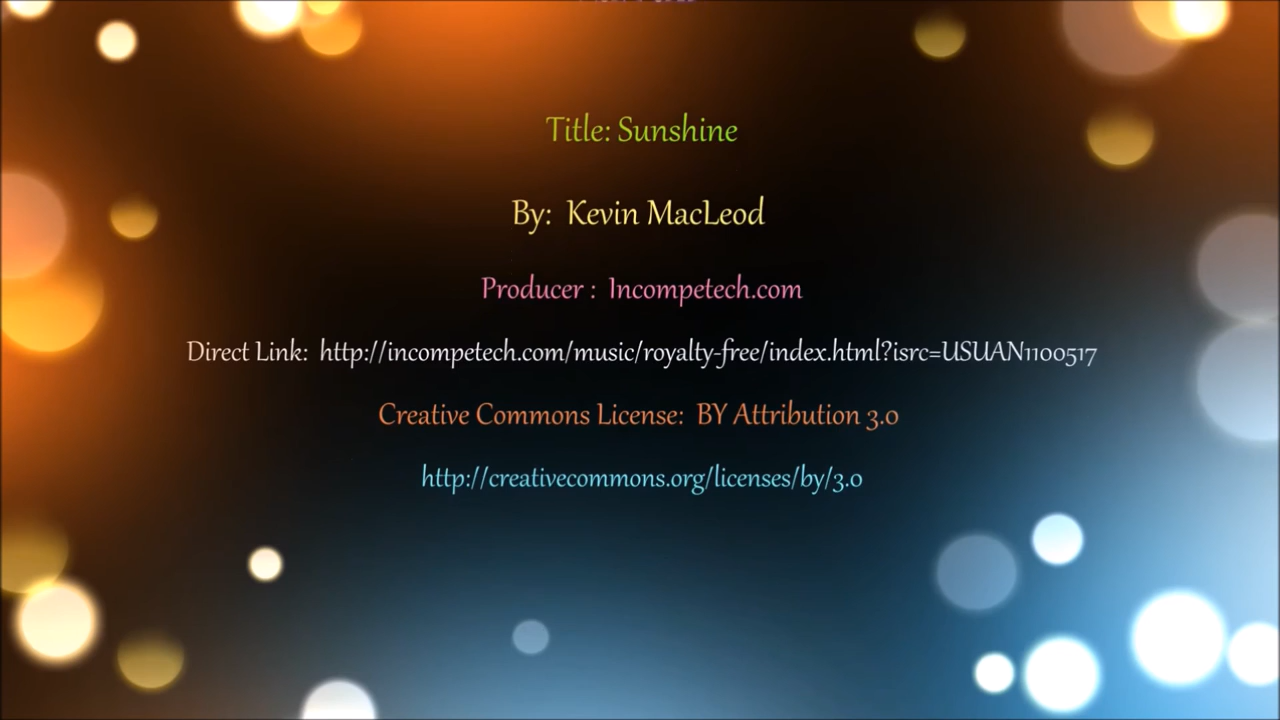 Title: Sunshine
By: Kevin MacLeod
Producer : Incompetech.com
Direct Link: http://incompetech.com/music/royalty-free/index.html?isrc=USUAN1100517
Creative Commons License: BY Attribution 3.0
http://creativecommons.org/licenses/by/3.0